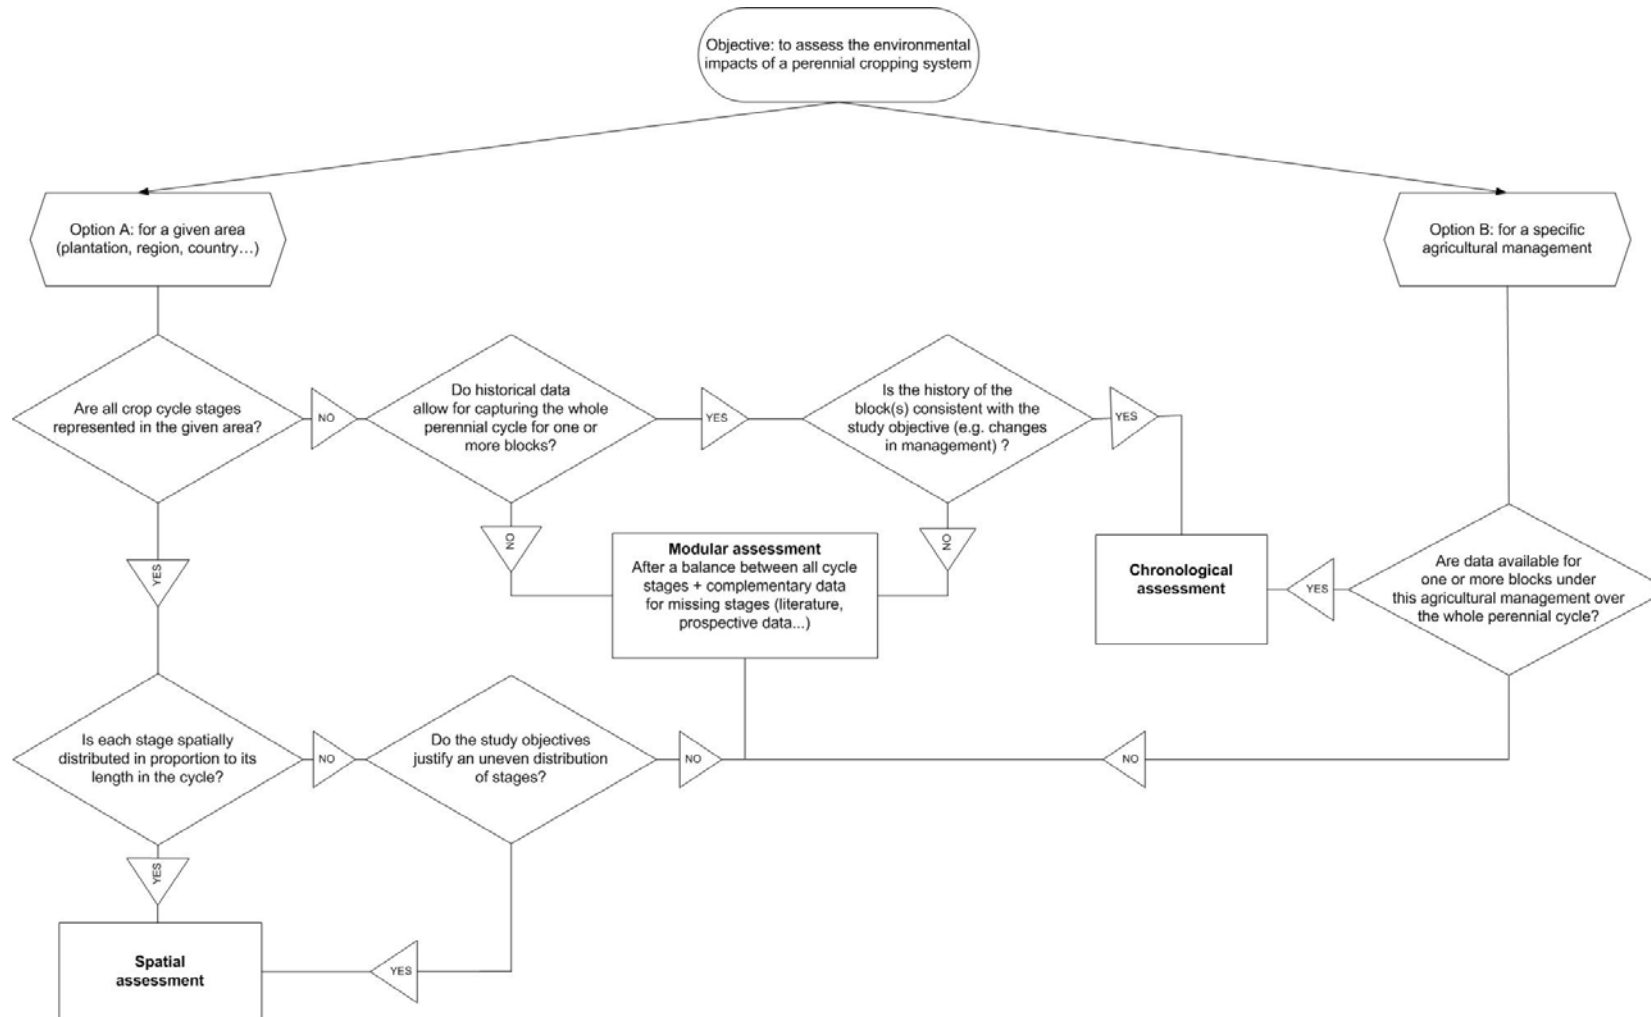 Objective: to assess the environmental
impacts of a perennial cropping system
Option A: for a given area
(plantation, region, country…)
Option B: for a specific
agricultural management
Are all crop cycle stages
represented in the given area?
NO
Do historical data
allow for capturing the whole
perennial cycle for one or
more blocks?
YES
Is the history of the
block(s) consistent with the
study objective (e.g. changes
in management) ?
YES
YES
NO
Modular assessment
After a balance between all cycle
stages + complementary data
for missing stages (literature,
prospective data...)
NO
Chronological
assessment
YES
Are data available for
one or more blocks under
this agricultural management over
the whole perennial cycle?
Is each stage spatially
distributed in proportion to its
length in the cycle?
NO
Do the study objectives
justify an uneven distribution
of stages?
NO
NO
YES
Spatial
assessment
YES